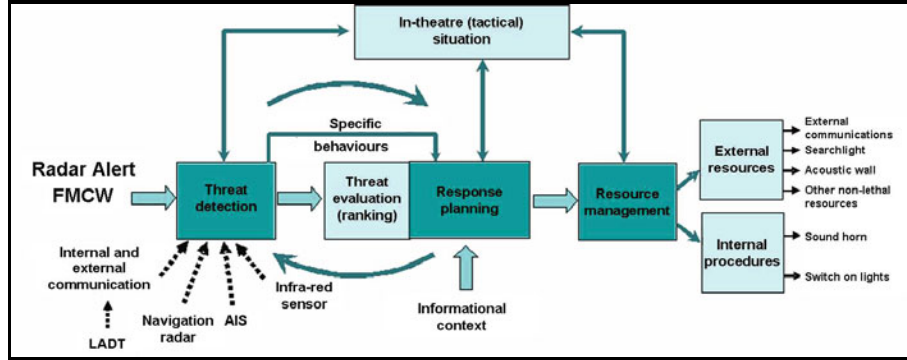 In-theatre (tactical)
situation
Specific
behaviours
Radar Alert
FMCW
Threat
detection
Threat
evaluation
(ranking)
Response
planning
Resource
management
External
resources
External
communications
Searchlight
Acoustic wall
Other non-lethal
resources
Internal
procedures
Sound horn
Switch on lights
Internal and
external
communication
LADT
Navigation
radar
AIS
Infra-red
sensor
Informational
context